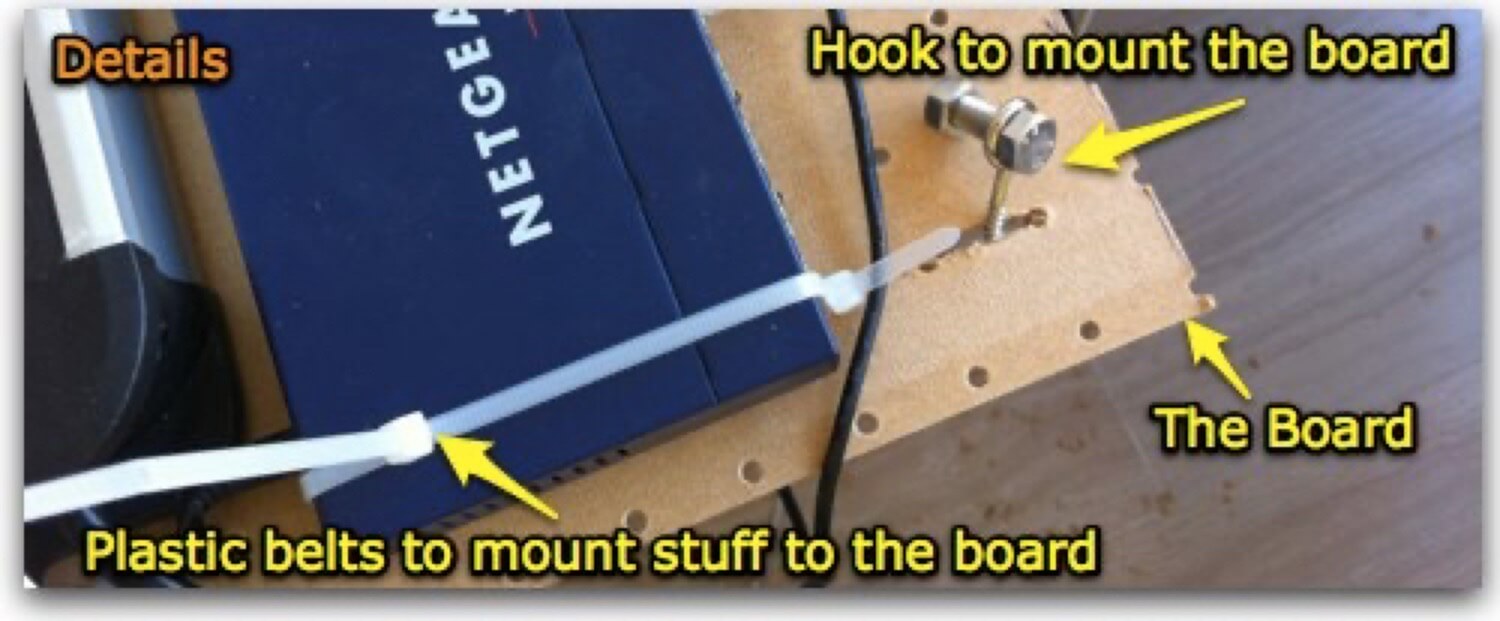 Details
Hook to mount the board
NETGEA
The Board
Plastic belts to mount stuff to the board